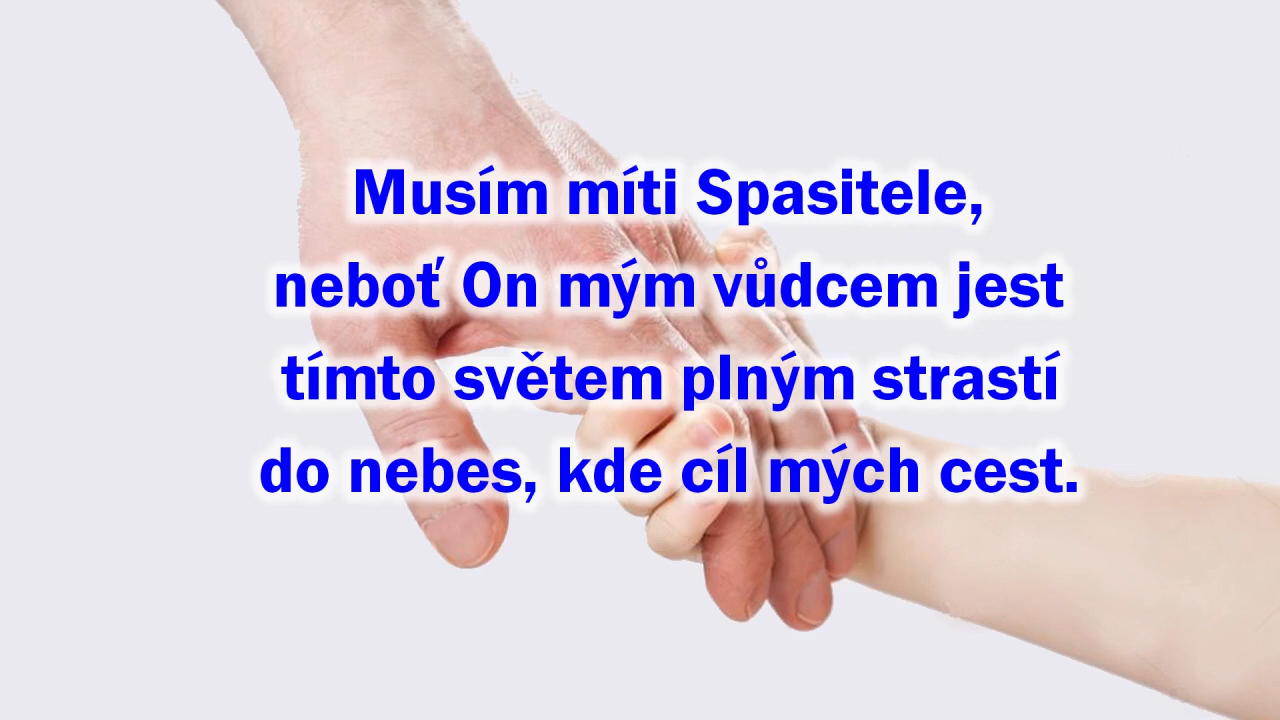 Musím míti Spasitele,
neboť On mým vůdcem jest
tímto světem plným strastí
do nebes, kde cíl mých cest.